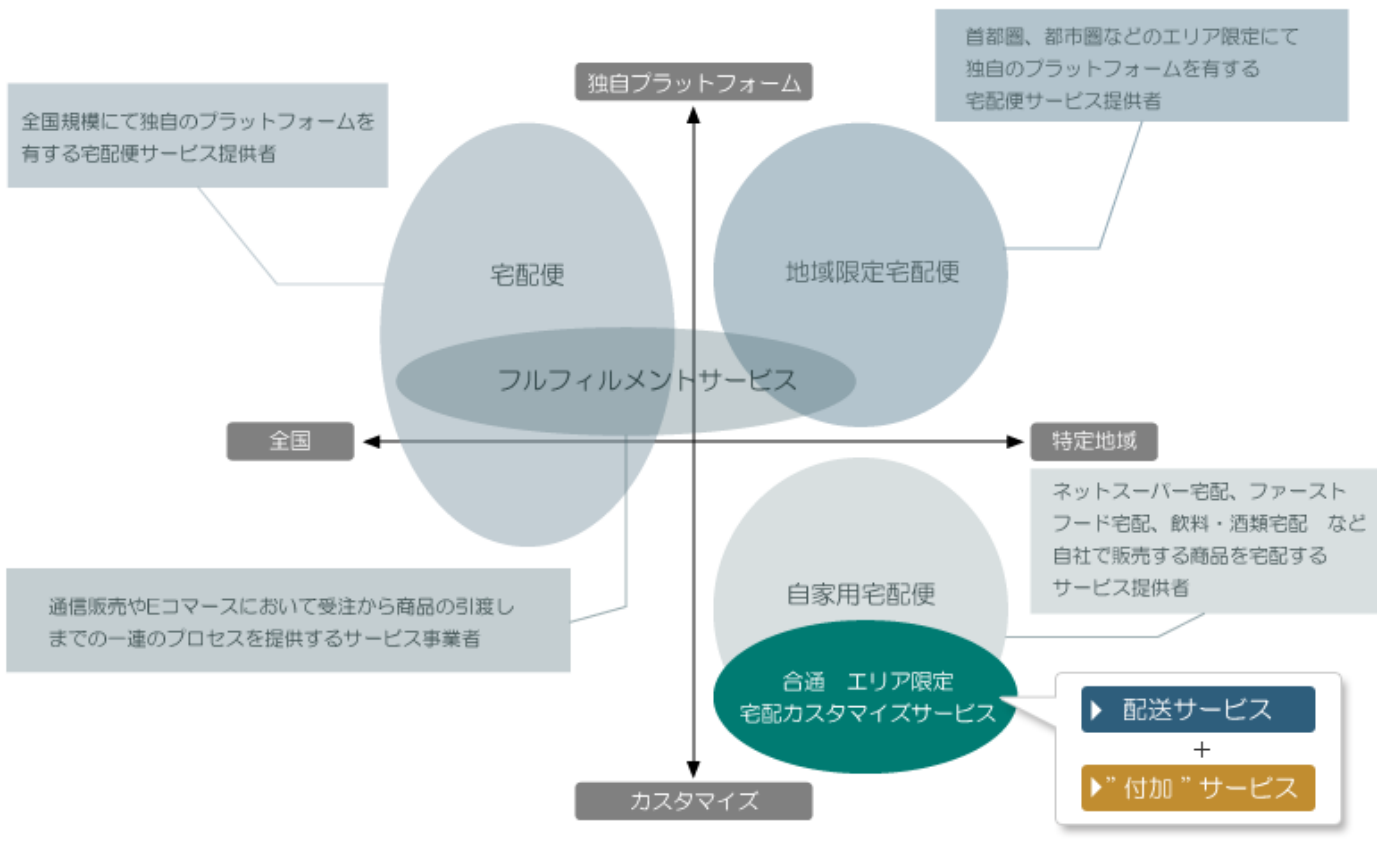 首都圏、都市圏などのエリア限定にて
独自のプラットフォームを有する
宅配便サービス提供者
独自プラットフォーム
全国規模にて独自のプラットフォームを
有する宅配便サービス提供者
宅配便
地域限定宅配便
フルフィルメントサービス
全国
特定地域
ネットスーパー宅配、ファースト
フード宅配、飲料・酒類宅配　など
自社で販売する商品を宅配する
サービス提供者
自家用宅配便
通信販売やEコマースにおいて受注から商品の引渡し
までの一連のプロセスを提供するサービス事業者
合通　エリア限定
宅配カスタマイズサービス
配送サービス
+
”付加”サービス
カスタマイズ